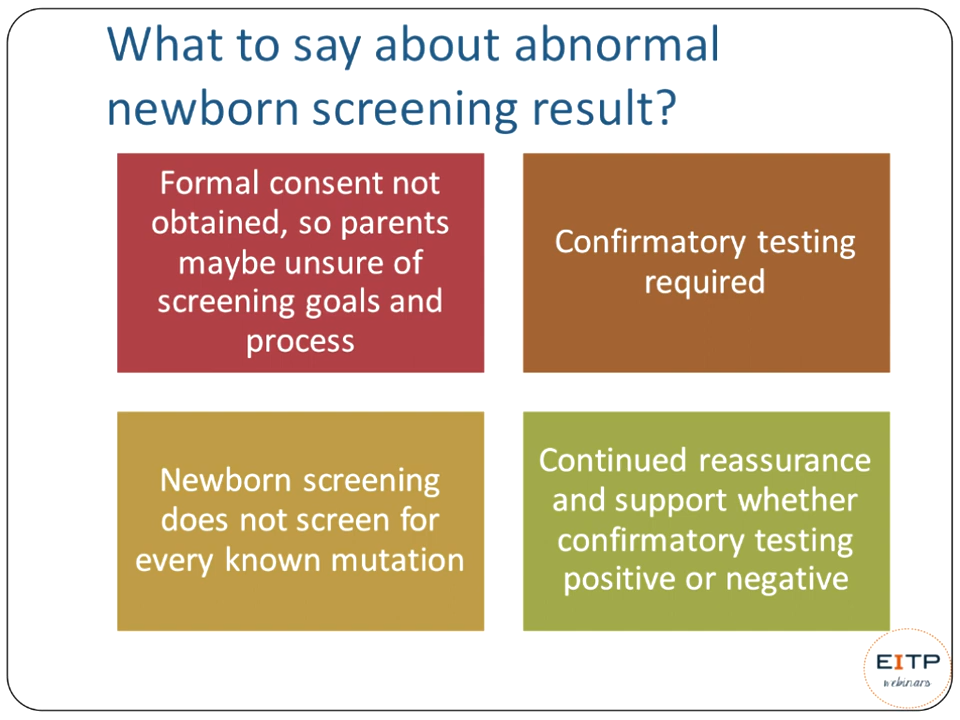 What to say about abnormal
newborn screening result?
Formal consent not
obtained, so parents
maybe unsure of
screening goals and
process
Confirmatory testing
required
Newborn screening
does not screen for
every known mutation
Continued reassurance
and support whether
confirmatory testing
positive or negative
EITP
webinars